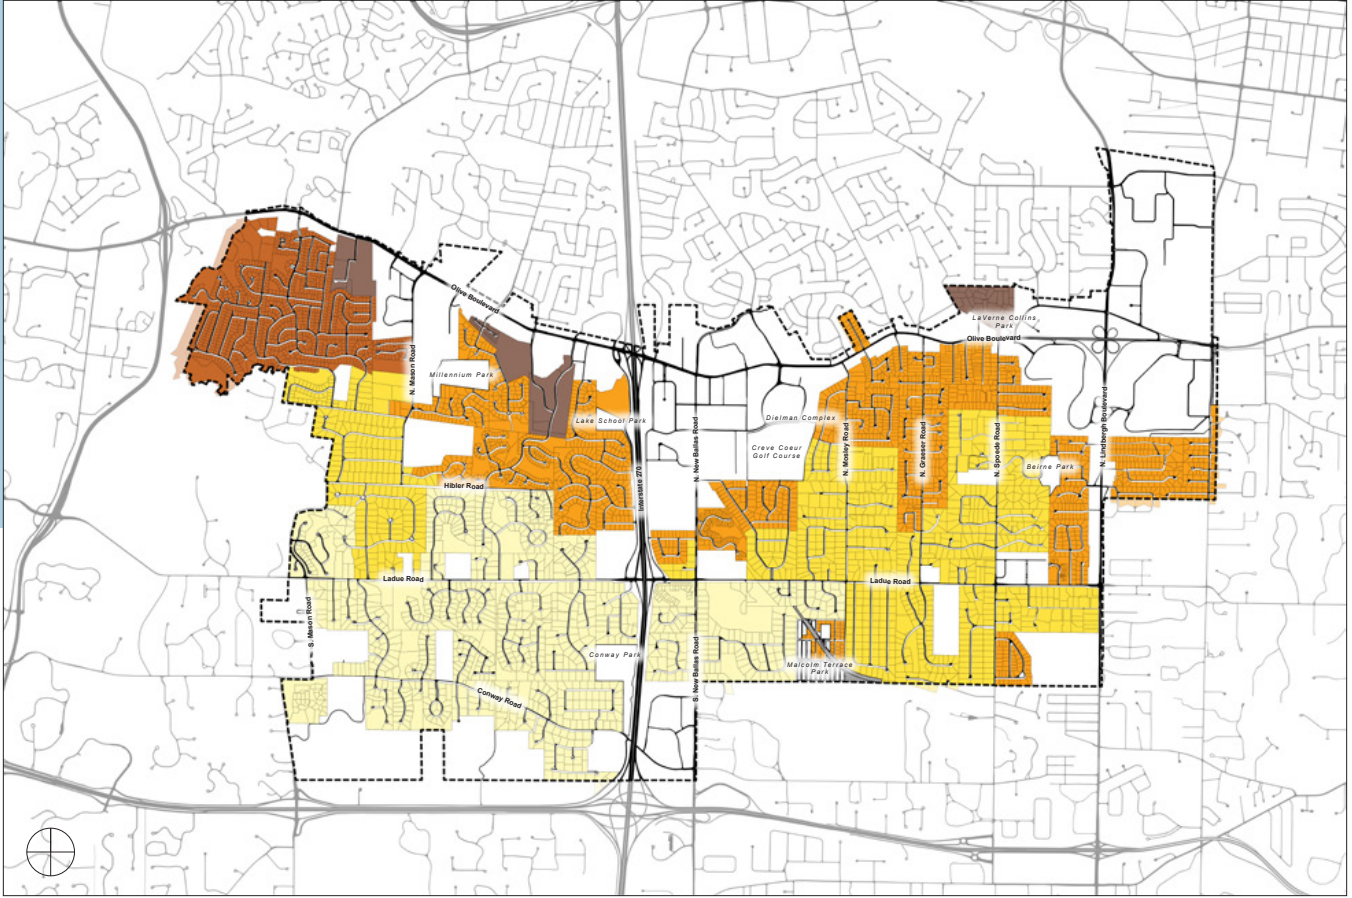 Olive Boulevard
LaVerne Collins
Park
Olive Boulevard
N. Mason Road
Millennium Park
Lake School Park
Dielman Complex
Creve Coeur
Golf Course
N. New Ballas Road
N. Mosley Road
N. Graeser Road
N. Spoede Road
N. Lindbergh Boulevard
Beirne Park
Interstate 270
Hibler Road
Ladue Road
Ladue Road
S. Mason Road
Conway Park
S. New Ballas Road
Malcolm Terrace
Park
Conway Road